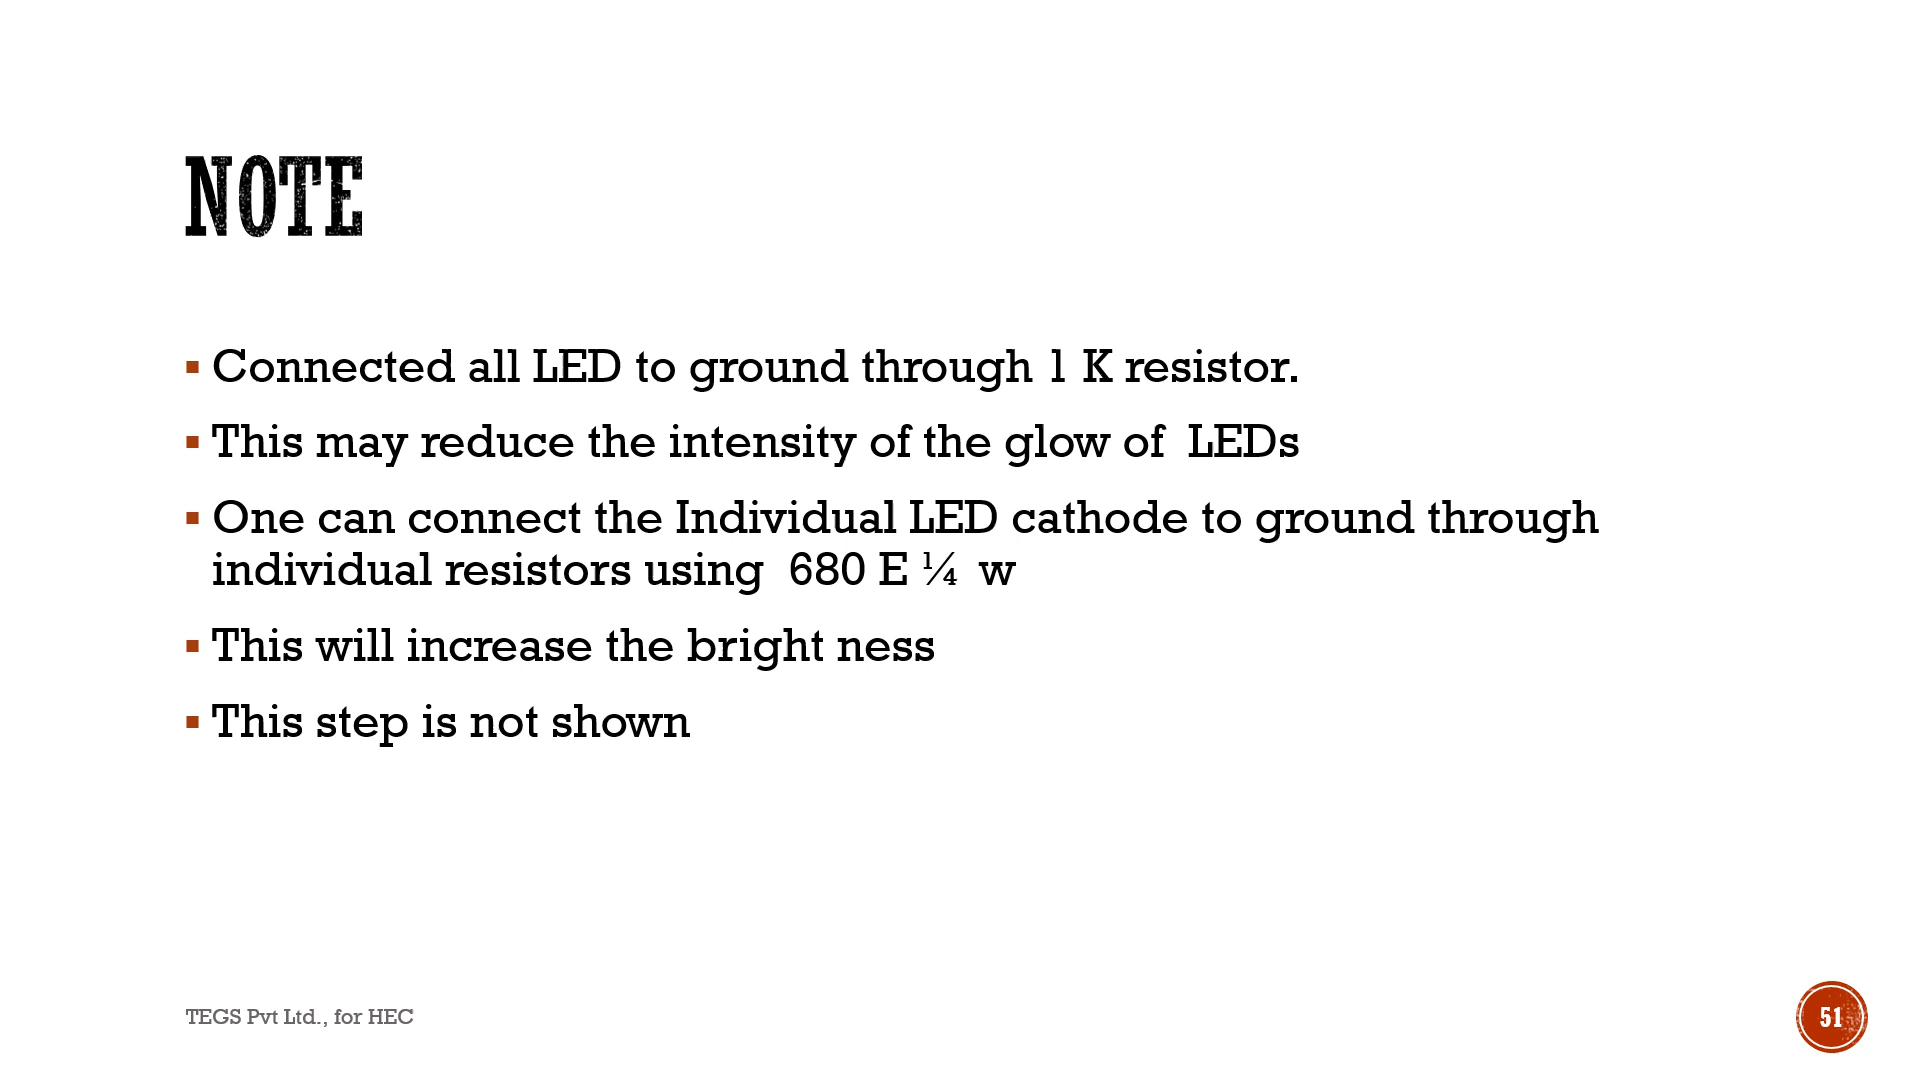 NOTE
▪ Connected all LED to ground through 1 K resistor.
▪ This may reduce the intensity of the glow of  LEDs
▪ One can connect the Individual LED cathode to ground through
individual resistors using  680 E ¼  w
▪ This will increase the bright ness
▪ This step is not shown
TEGS Pvt Ltd., for HEC
51